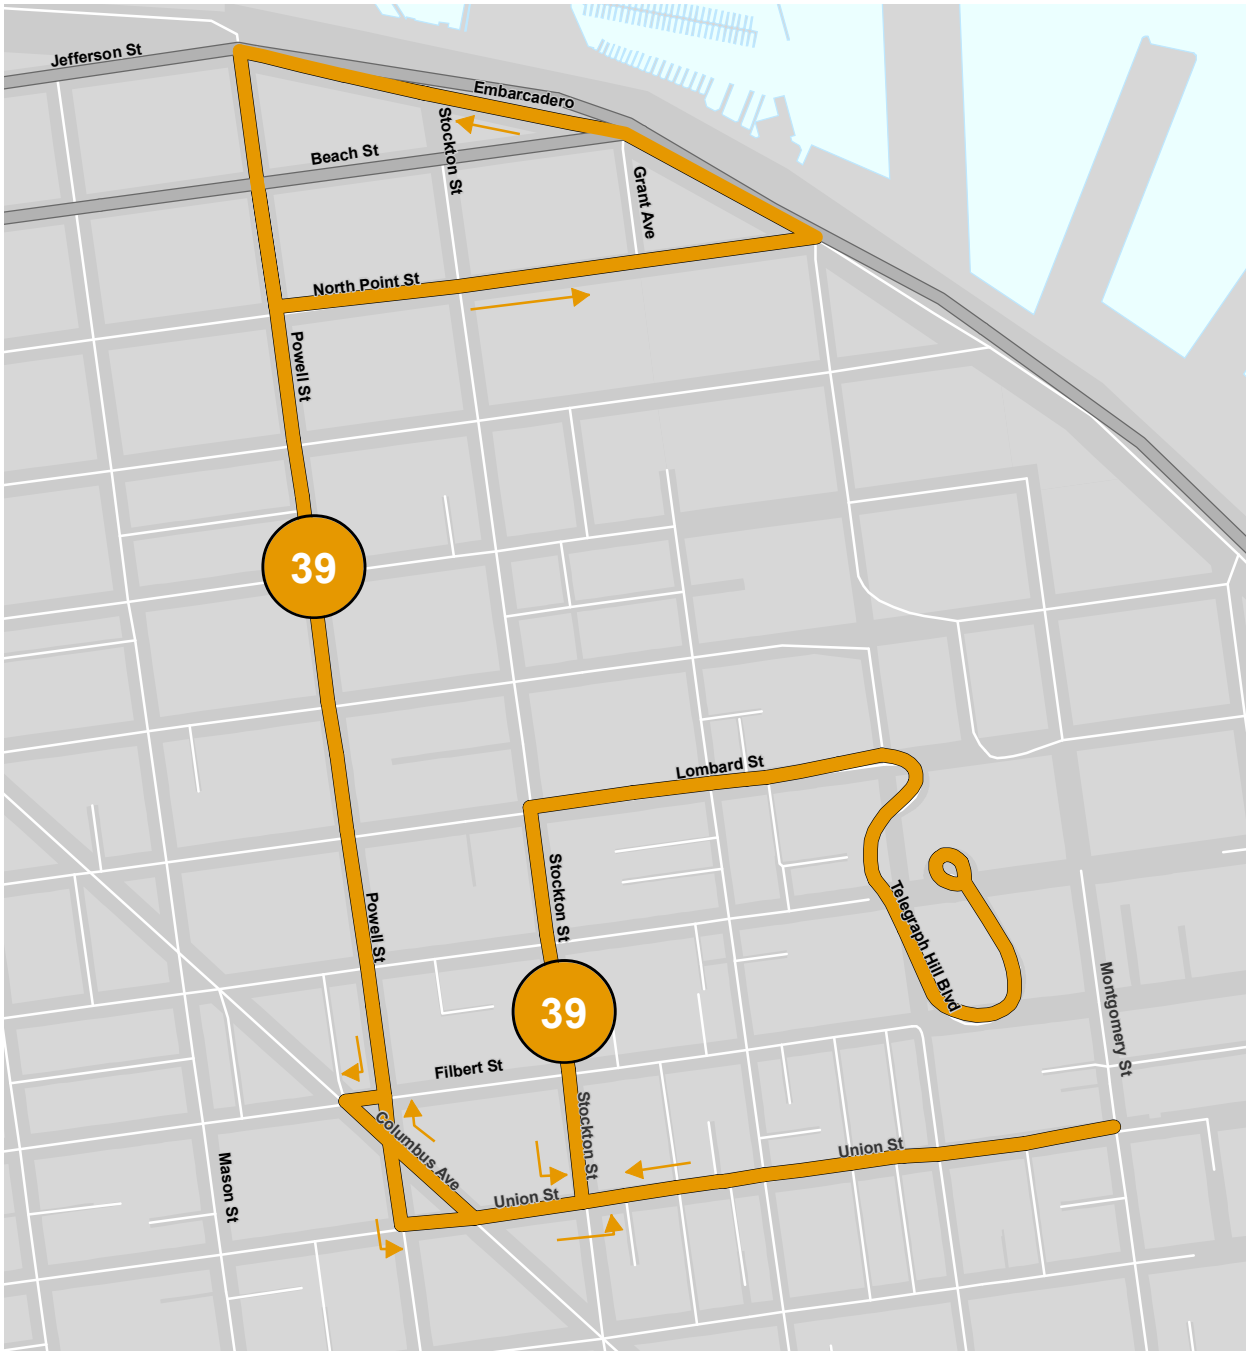 Jefferson St
Embarcadero
Stockton St
Beach St
Grant Ave
North Point St
Powell St
39
Lombard St
Stockton St
Powell St
Telegraph Hill Blvd
39
Montgomery St
Filbert St
Columbus Ave
Stockton St
Union St
Mason St
Union St